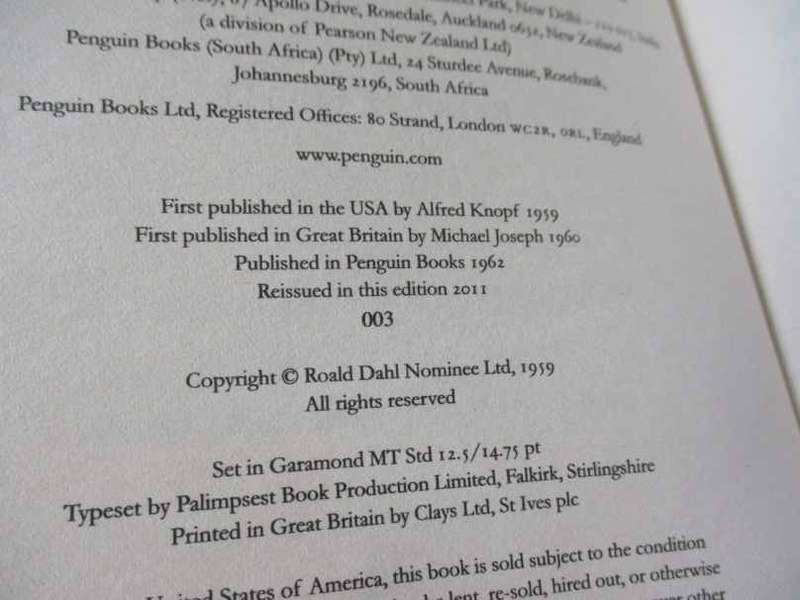 Apollo Drive, Rosedale, Auckland 0632, New Zealand
(a division of Pearson New Zealand Ltd)
Penguin Books (South Africa) (Pty) Ltd, 24 Sturdee Avenue, Rosebank,
Johannesburg 2196, South Africa
Penguin Books Ltd, Registered Offices: 80 Strand, London WC2R, 0RL, England
www.penguin.com
First published in the USA by Alfred Knopf 1959
First published in Great Britain by Michael Joseph 1960
Published in Penguin Books 1962
Reissued in this edition 2011
003
Copyright © Roald Dahl Nominee Ltd, 1959
All rights reserved
Set in Garamond MT Std 12.5/14.75 pt
Typeset by Palimpsest Book Production Limited, Falkirk, Stirlingshire
Printed in Great Britain by Clays Ltd, St Ives plc
States of America, this book is sold subject to the condition
lent, re-sold, hired out, or otherwise
other